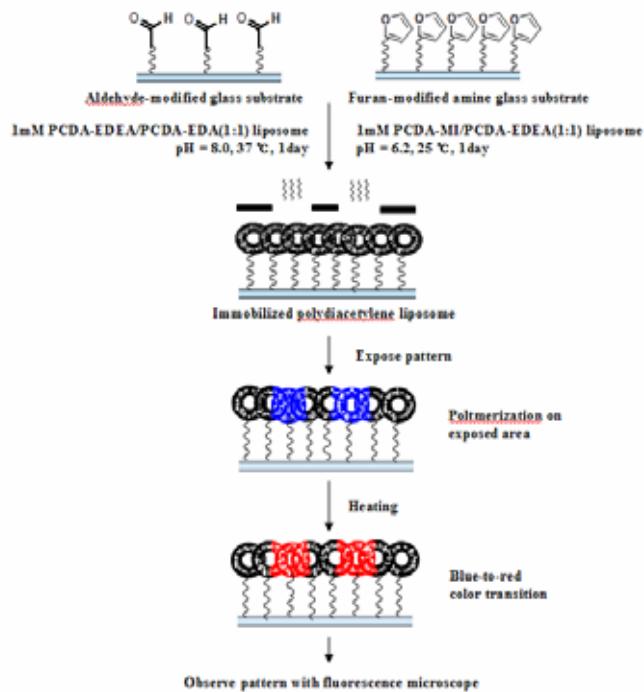 O H O H O H
O O O O O
Aldehyde-modified glass substrate
Furan-modified amine glass substrate
1mM PCDA-EDEA/PCDA-EDA(1:1) liposome
pH = 8.0, 37 ℃, 1day
1mM PCDA-MI/PCDA-EDEA(1:1) liposome
pH = 6.2, 25 ℃, 1day
Immobilized polydiacetylene liposome
Expose pattern
Poltmerization on
exposed area
Heating
Blue-to-red
color transition
Observe pattern with fluorescence microscope